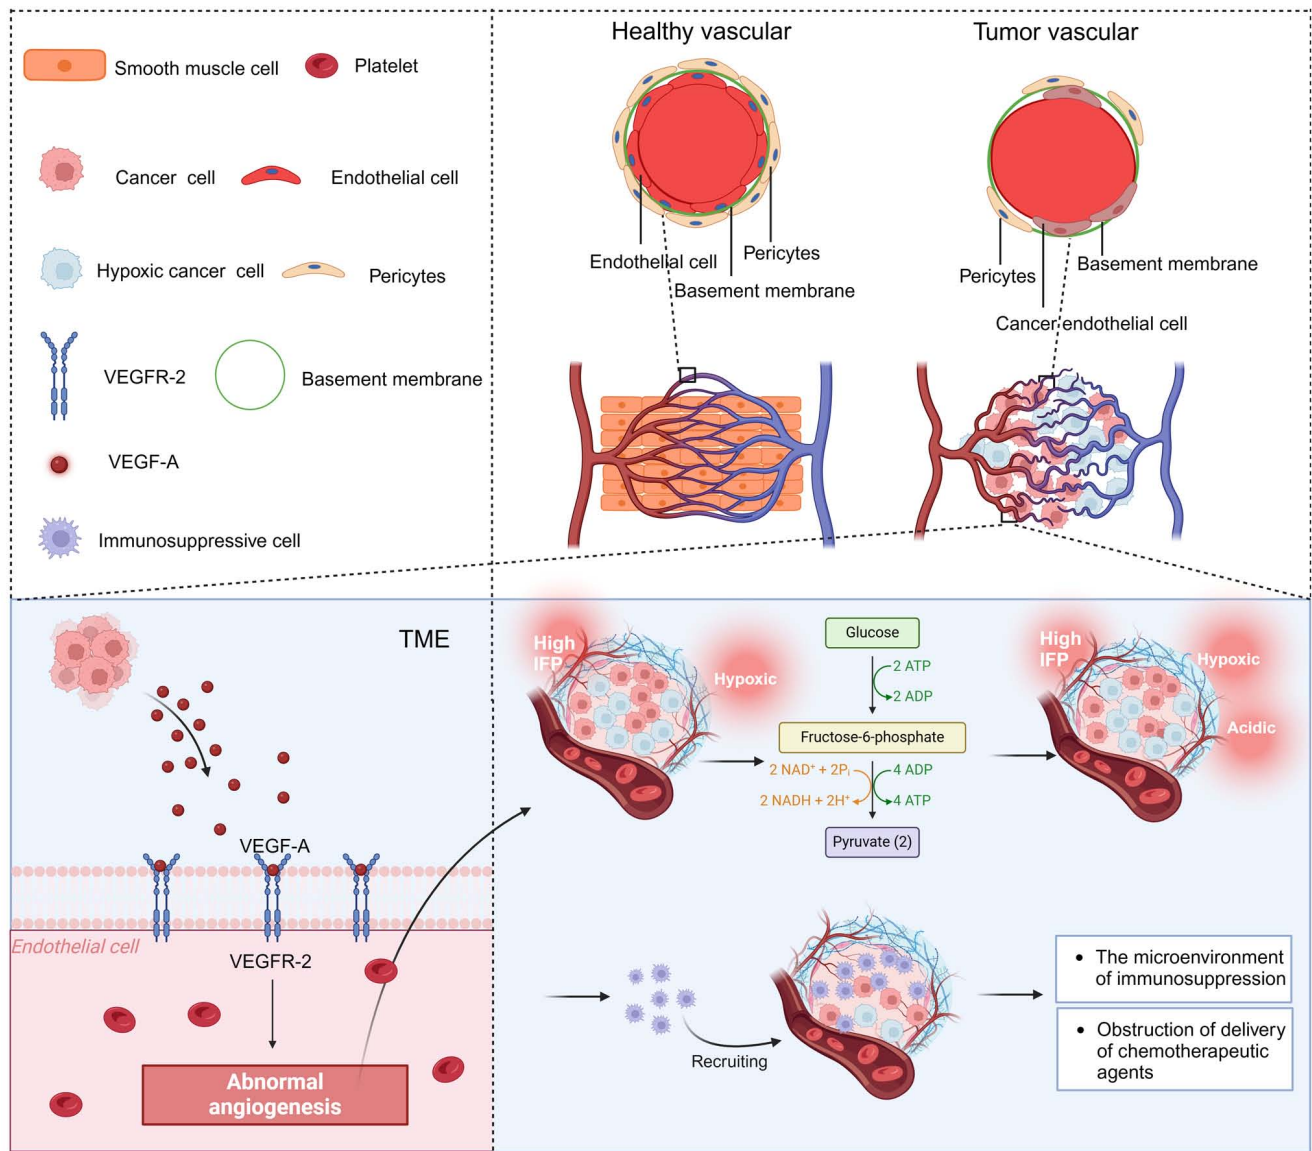 Smooth muscle cell
Platelet
Cancer cell
Endothelial cell
Hypoxic cancer cell
Pericytes
VEGFR-2
Basement membrane
VEGF-A
Immunosuppressive cell
Healthy vascular
Tumor vascular
Endothelial cell
Pericytes
Basement membrane
Pericytes
Basement membrane
Cancer endothelial cell
TME
VEGF-A
Endothelial cell
VEGFR-2
Abnormal
angiogenesis
High
IFP
Hypoxic
Glucose
2 ATP
2 ADP
Fructose-6-phosphate
2 NAD⁺ + 2Pᵢ
4 ADP
2 NADH + 2H⁺
4 ATP
Pyruvate (2)
High
IFP
Hypoxic
Acidic
Recruiting
• The microenvironment
of immunosuppression
• Obstruction of delivery
of chemotherapeutic
agents